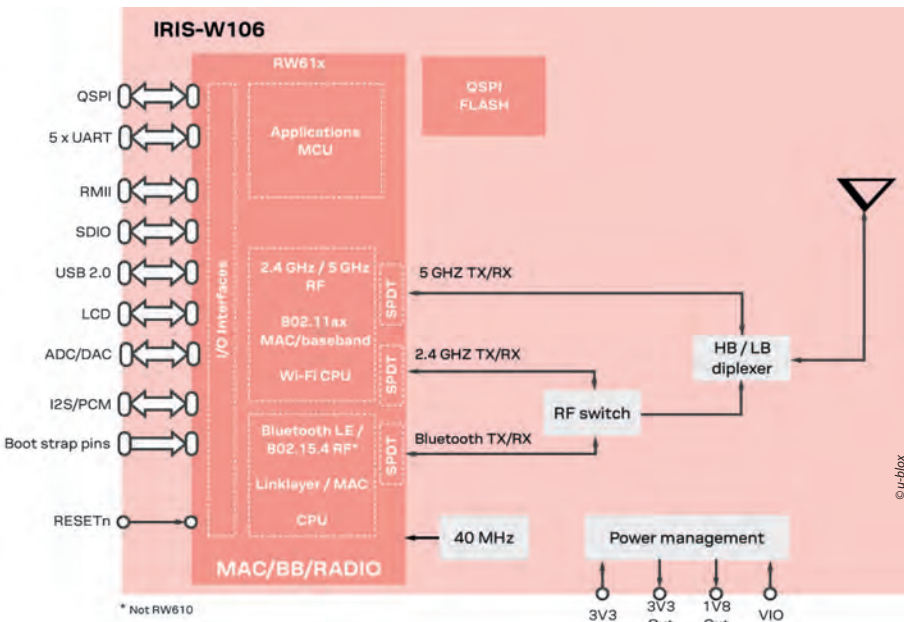 IRIS-W106
RW61x
QSPI
FLASH
Applications
MCU
QSPI
5 x UART
RMII
SDIO
USB 2.0
LCD
ADC/DAC
I2S/PCM
Boot strap pins
RESETn
I/O Interfaces
2.4 GHz / 5 GHz
RF
802.11ax
MAC/baseband
Wi-Fi CPU
SPDT
SPDT
Bluetooth LE /
802.15.4 RF*
Linklayer / MAC
CPU
SPDT
MAC/BB/RADIO
5 GHZ TX/RX
2.4 GHZ TX/RX
Bluetooth TX/RX
HB / LB
diplexer
RF switch
40 MHz
Power management
3V3
3V3
1V8
VIO
* Not RW610
© u-blox